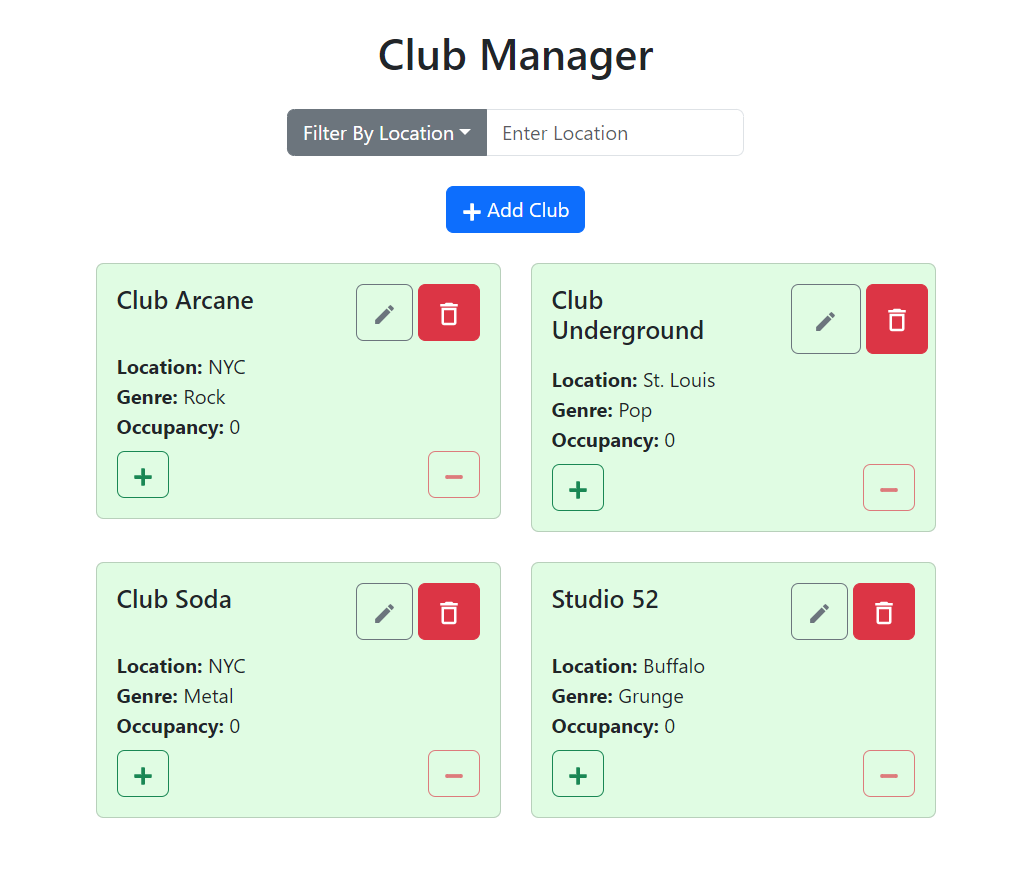 Club Manager
Filter By Location
Enter Location
Add Club
Club Arcane
Location: NYC
Genre: Rock
Occupancy: 0
Club
Underground
Location: St. Louis
Genre: Pop
Occupancy: 0
Club Soda
Location: NYC
Genre: Metal
Occupancy: 0
Studio 52
Location: Buffalo
Genre: Grunge
Occupancy: 0